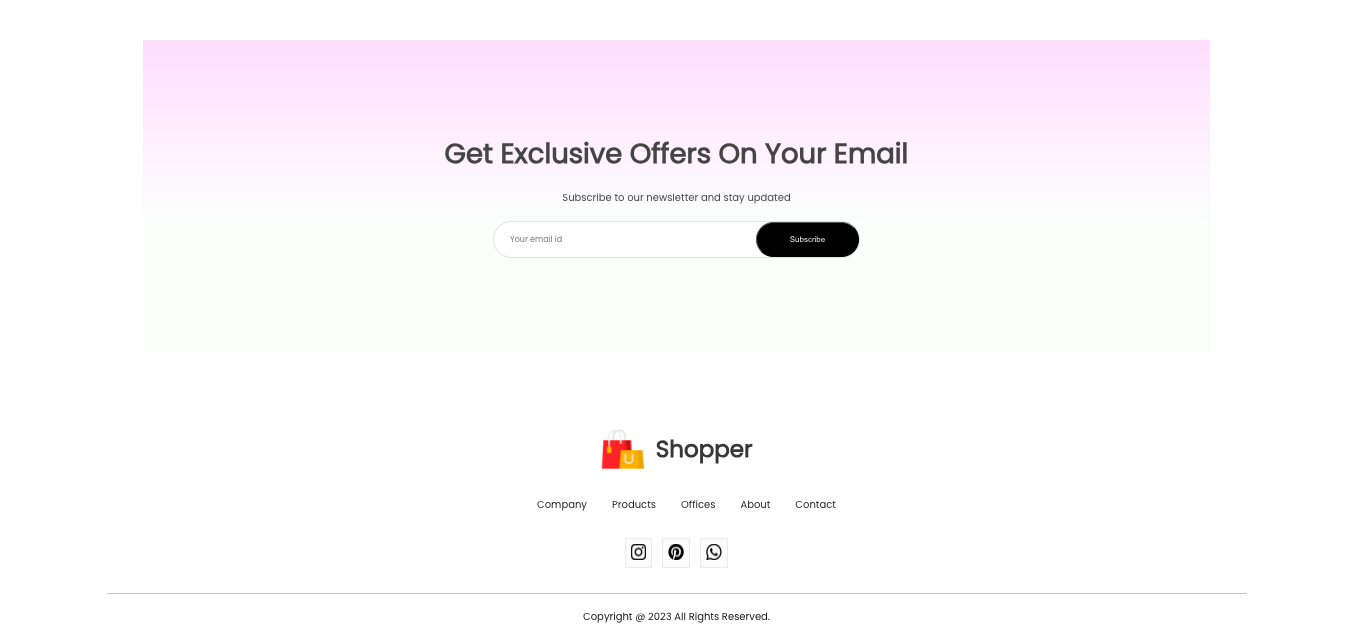 Get Exclusive Offers On Your Email
Subscribe to our newsletter and stay updated
Your email id
Subscribe
U
Shopper
Company Products Offices About Contact
Copyright @ 2023 All Rights Reserved.